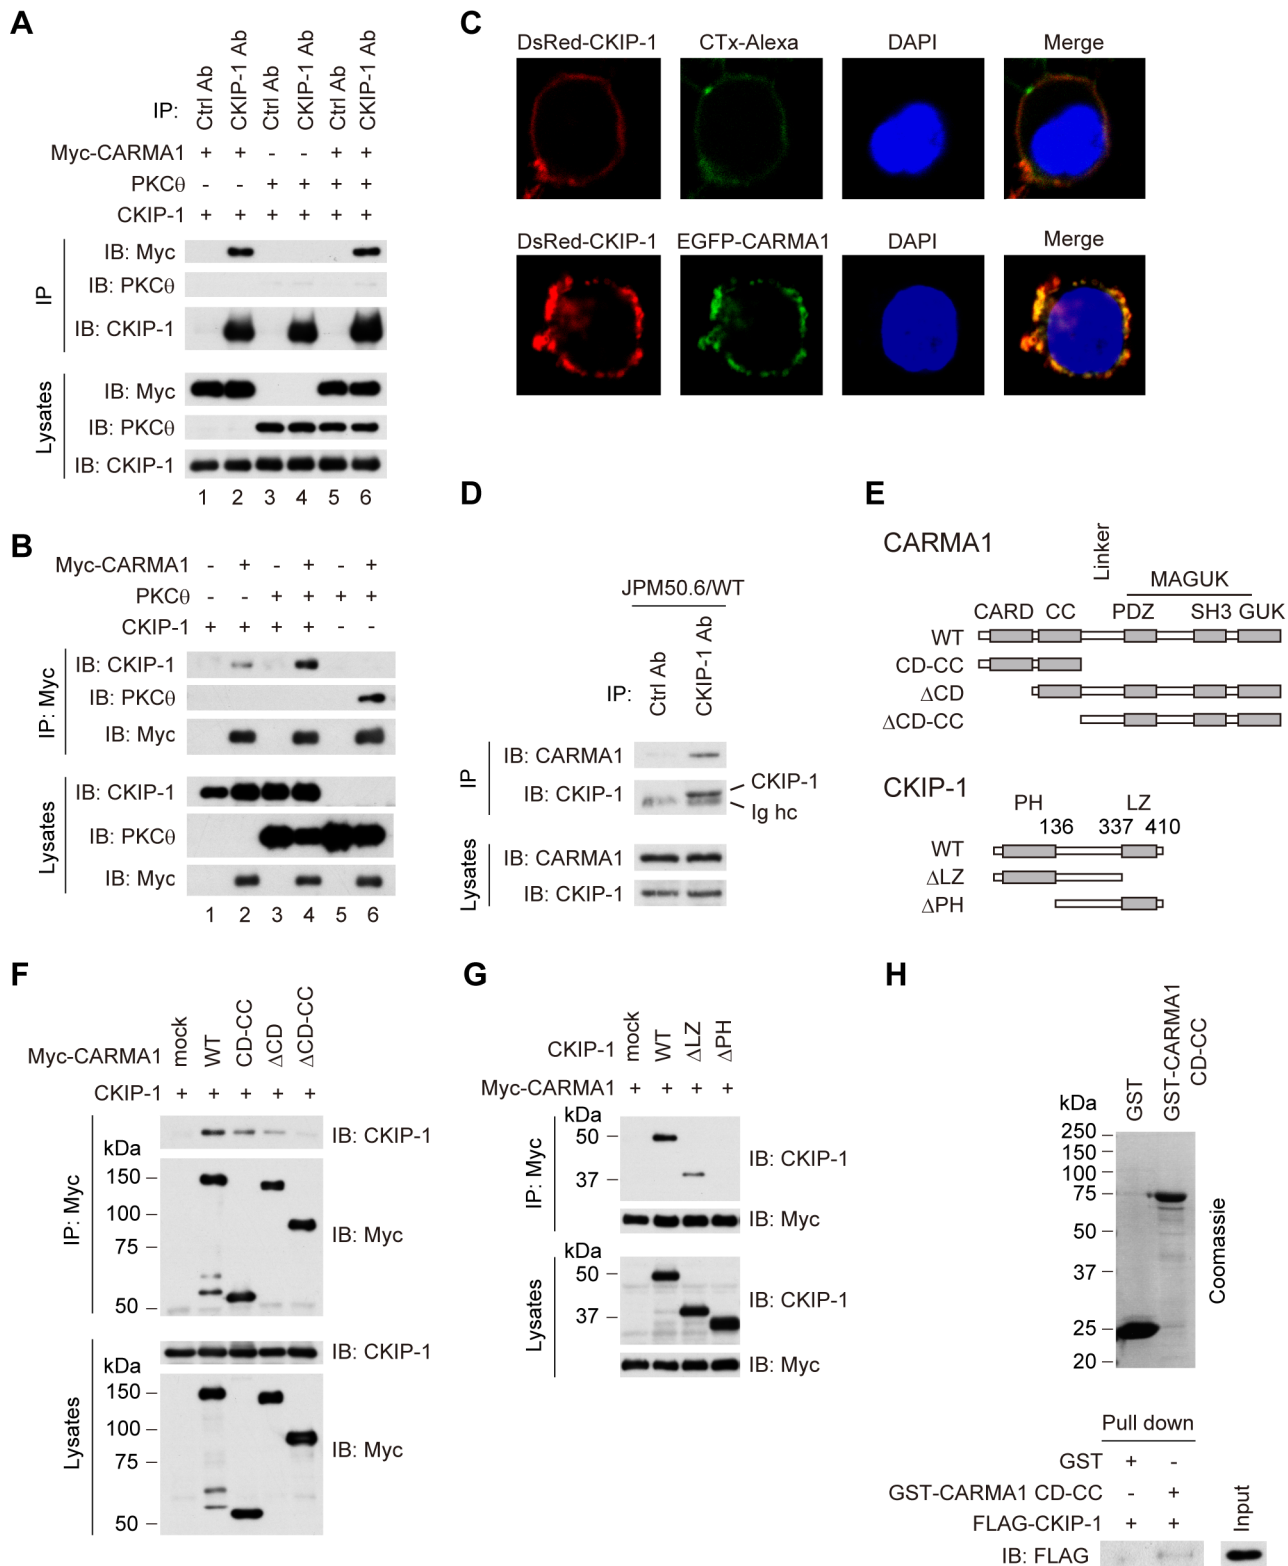 A
IP:
Ctrl Ab
CKIP-1 Ab
Ctrl Ab
CKIP-1 Ab
Ctrl Ab
CKIP-1 Ab
Myc-CARMA1 + + - - + +
PKCθ - - + + + +
CKIP-1 + + + + + +
IP
IB: Myc
IB: PKCθ
IB: CKIP-1
Lysates
IB: Myc
IB: PKCθ
IB: CKIP-1
1 2 3 4 5 6
B
Myc-CARMA1 - + - + - +
PKCθ - - + + + +
CKIP-1 + + + + - -
IP: Myc
IB: CKIP-1
IB: PKCθ
IB: Myc
Lysates
IB: CKIP-1
IB: PKCθ
IB: Myc
1 2 3 4 5 6
C
DsRed-CKIP-1 CTx-Alexa DAPI Merge
DsRed-CKIP-1 EGFP-CARMA1 DAPI Merge
D
JPM50.6/WT
IP:
Ctrl Ab
CKIP-1 Ab
IP
IB: CARMA1
IB: CKIP-1
CKIP-1
Ig hc
Lysates
IB: CARMA1
IB: CKIP-1
E
CARMA1
Linker
MAGUK
CARD CC PDZ SH3 GUK
WT
CD-CC
ΔCD
ΔCD-CC
CKIP-1
PH LZ
136 337 410
WT
ΔLZ
ΔPH
F
Myc-CARMA1
mock
WT
CD-CC
ΔCD
ΔCD-CC
CKIP-1 + + + + +
IP: Myc
IB: CKIP-1
kDa
150
100
75
50
IB: Myc
Lysates
IB: CKIP-1
kDa
150
100
75
50
IB: Myc
G
CKIP-1
mock
WT
ΔLZ
ΔPH
Myc-CARMA1 + + + +
IP: Myc
kDa
50
37
IB: CKIP-1
IB: Myc
Lysates
kDa
50
37
IB: CKIP-1
IB: Myc
H
GST
GST-CARMA1
CD-CC
kDa
250
150
100
75
50
37
25
20
Coomassie
Pull down
GST + -
GST-CARMA1 CD-CC - +
FLAG-CKIP-1 + +
Input
IB: FLAG